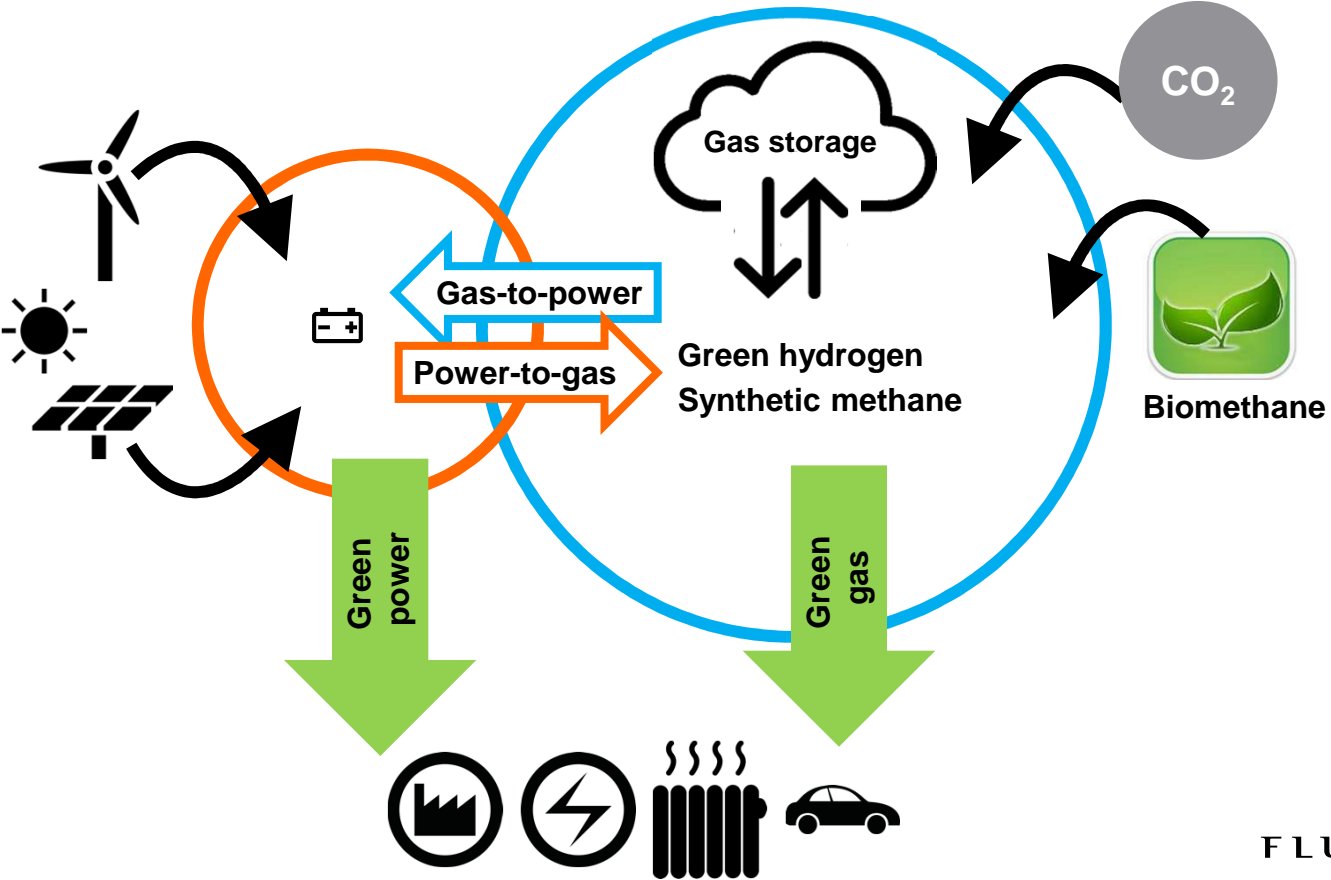 CO₂
Gas storage
Gas-to-power
Power-to-gas
Green hydrogen
Synthetic methane
Biomethane
Green
power
Green
gas